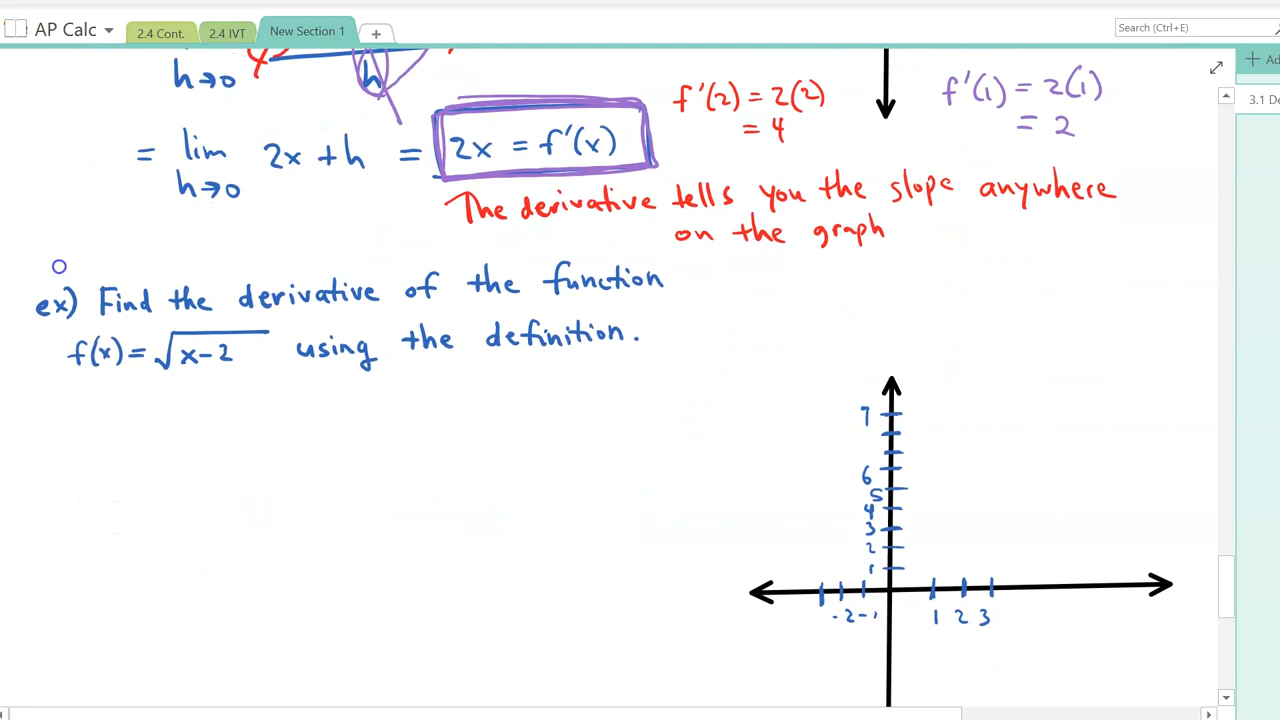 AP Calc
2.4 Cont.
2.4 IVT
New Section 1
+
Search (Ctrl+E)
+ Ad
3.1 De
h→0
h
f'(2) = 2(2)
= 4
f'(1) = 2(1)
= 2
= lim 2x + h = 2x = f'(x)
h→0
The derivative tells you the slope anywhere
on the graph
ex) Find the derivative of the function
f(x) = √x-2 using the definition.
7
6
5
4
3
2
1
-2 -1 1 2 3